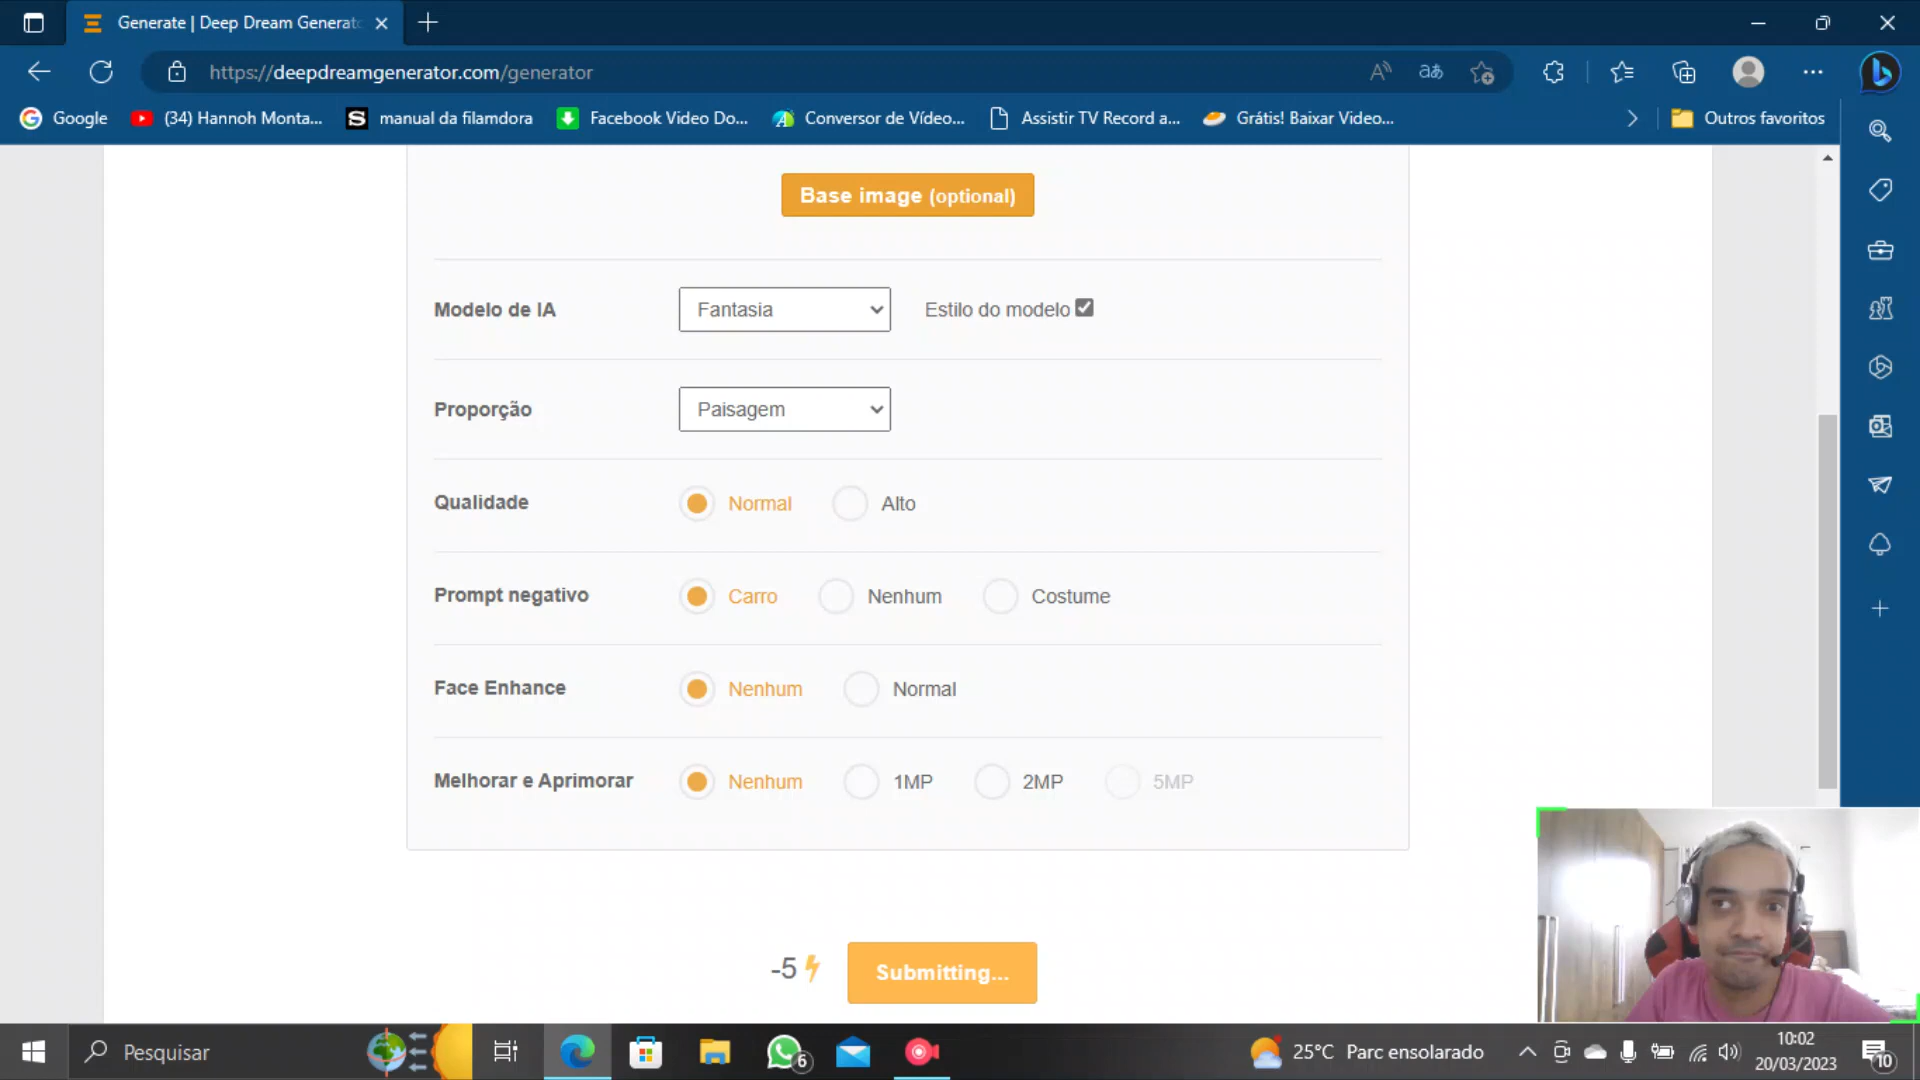 Generate | Deep Dream Generat
https://deepdreamgenerator.com/generator
Google
(34) Hannoh Monta...
S manual da filamdora
Facebook Video Do...
Conversor de Vídeo...
Assistir TV Record a...
Grátis! Baixar Video...
Outros favoritos
Base image (optional)
Modelo de IA
Fantasia
Estilo do modelo
Proporção
Paisagem
Qualidade
Normal
Alto
Prompt negativo
Carro
Nenhum
Costume
Face Enhance
Nenhum
Normal
Melhorar e Aprimorar
Nenhum
1MP
2MP
5MP
-5
Submitting...
Pesquisar
6
25°C Parc ensolarado
10:02
20/03/2023
10